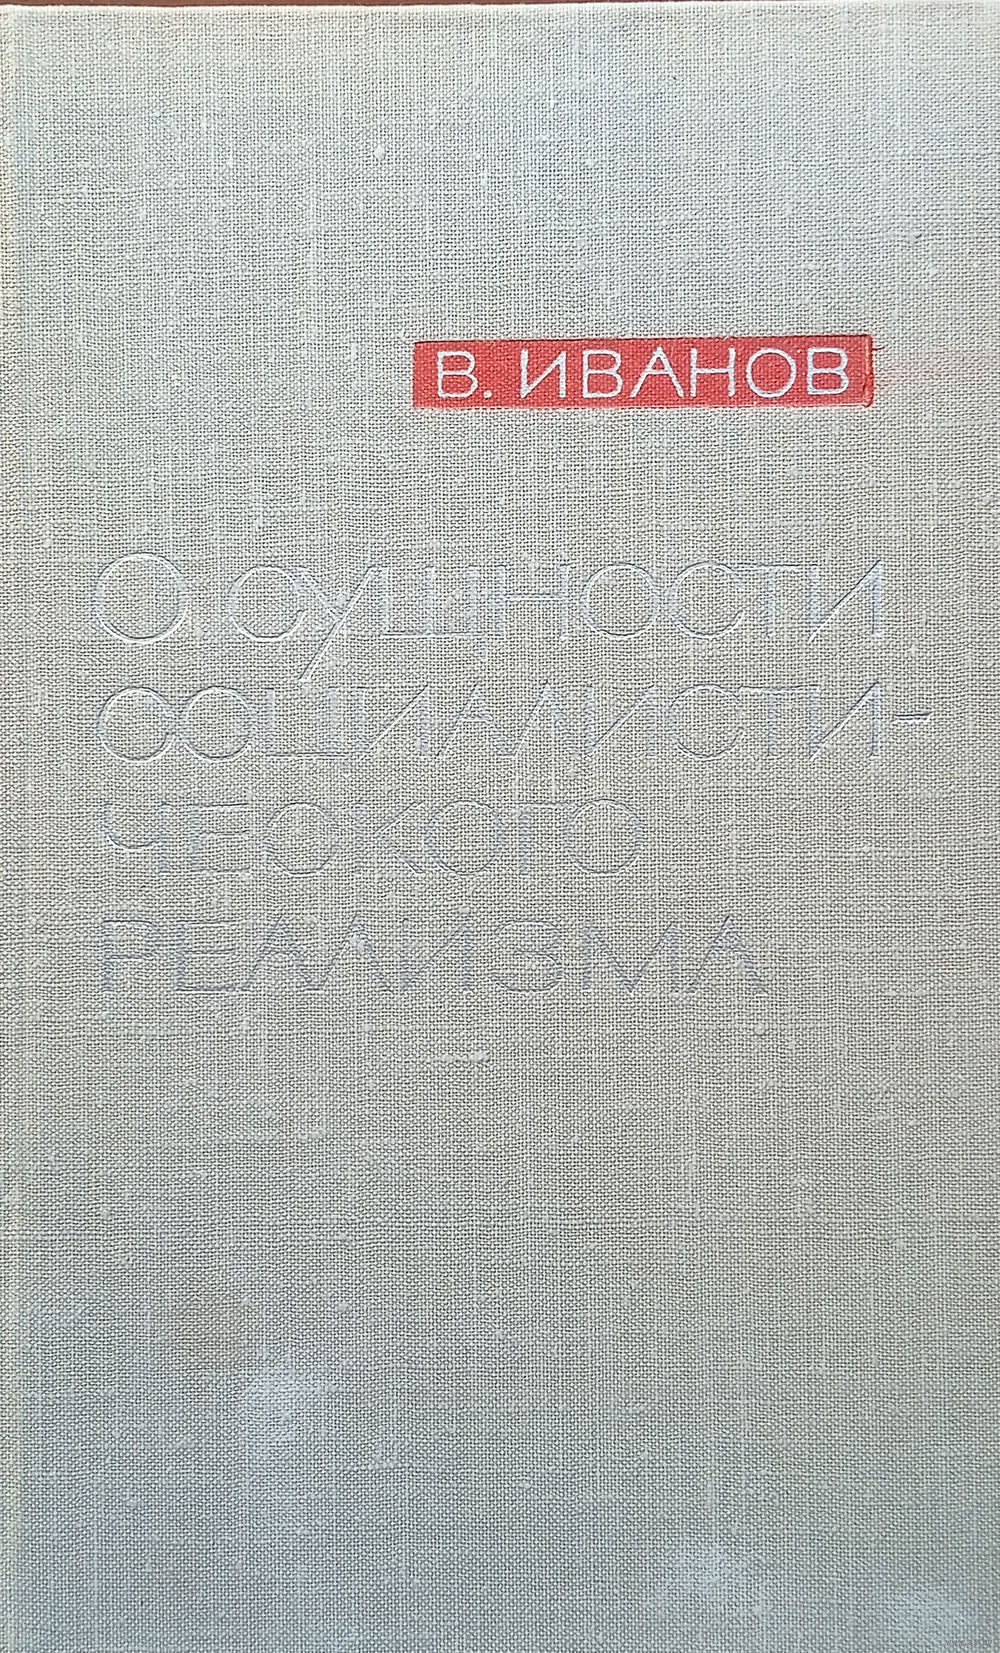 В. ИВАНОВ
О СУЩНОСТИ
СОЦИАЛИСТИ-
ЧЕСКОГО
РЕАЛИЗМА